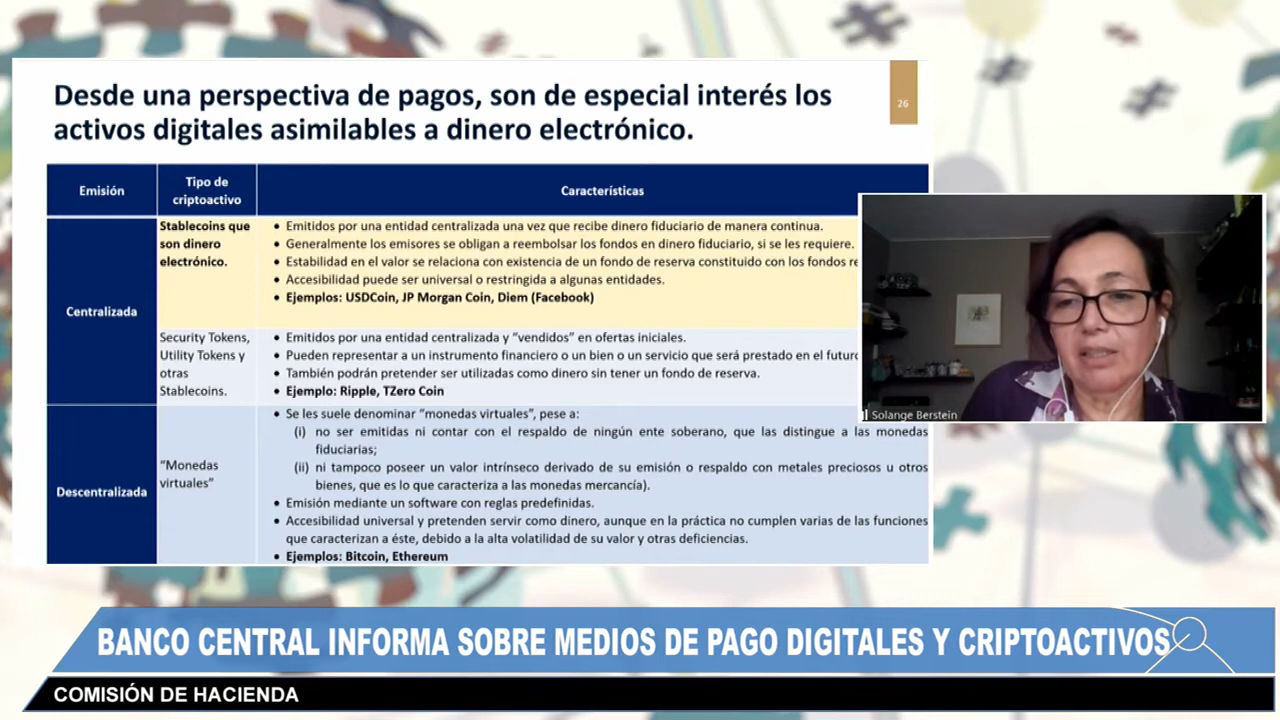 Desde una perspectiva de pagos, son de especial interés los
activos digitales asimilables a dinero electrónico.
26
Emisión
Tipo de
criptoactivo
Características
Centralizada
Stablecoins que
son dinero
electrónico.
• Emitidos por una entidad centralizada una vez que recibe dinero fiduciario de manera continua.
• Generalmente los emisores se obligan a reembolsar los fondos en dinero fiduciario, si se les requiere.
• Estabilidad en el valor se relaciona con existencia de un fondo de reserva constituido con los fondos
• Accesibilidad puede ser universal o restringida a algunas entidades.
• Ejemplos: USDCoin, JP Morgan Coin, Diem (Facebook)
Security Tokens,
Utility Tokens y
otras
Stablecoins.
• Emitidos por una entidad centralizada y “vendidos” en ofertas iniciales.
• Pueden representar a un instrumento financiero o un bien o un servicio que será prestado en el futuro
• También podrán pretender ser utilizadas como dinero sin tener un fondo de reserva.
• Ejemplo: Ripple, TZero Coin
Descentralizada
“Monedas
virtuales”
• Se les suele denominar “monedas virtuales”, pese a:
(i) no ser emitidas ni contar con el respaldo de ningún ente soberano, que las distingue a las monedas
fiduciarias;
(ii) ni tampoco poseer un valor intrínseco derivado de su emisión o respaldo con metales preciosos u otros
bienes, que es lo que caracteriza a las monedas mercancía).
• Emisión mediante un software con reglas predefinidas.
• Accesibilidad universal y pretenden servir como dinero, aunque en la práctica no cumplen varias de las funciones
que caracterizan a éste, debido a la alta volatilidad de su valor y otras deficiencias.
• Ejemplos: Bitcoin, Ethereum
Solange Berstein
BANCO CENTRAL INFORMA SOBRE MEDIOS DE PAGO DIGITALES Y CRIPTOACTIVOS
COMISIÓN DE HACIENDA